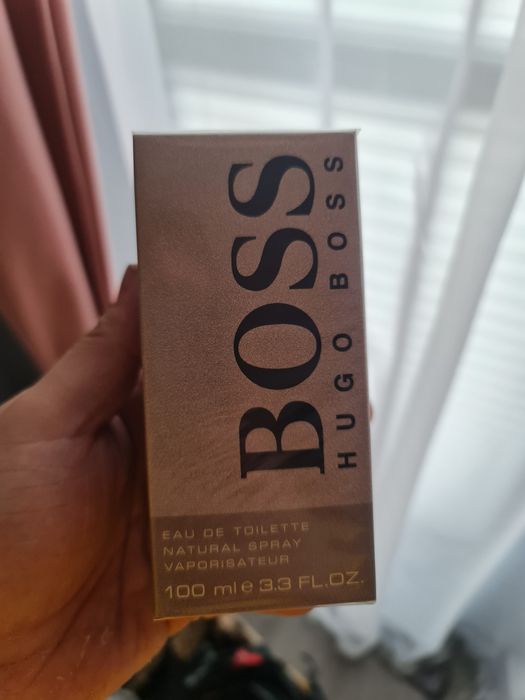 BOSS
HUGO BOSS
EAU DE TOILETTE
NATURAL SPRAY
VAPORISATEUR
100 ml e 3.3 FL.OZ.